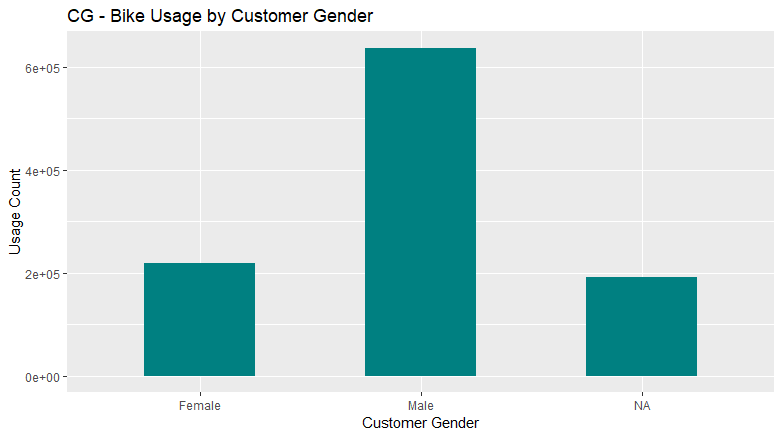 CG - Bike Usage by Customer Gender
Usage Count
6e+05
4e+05
2e+05
0e+00
Female Male NA
Customer Gender